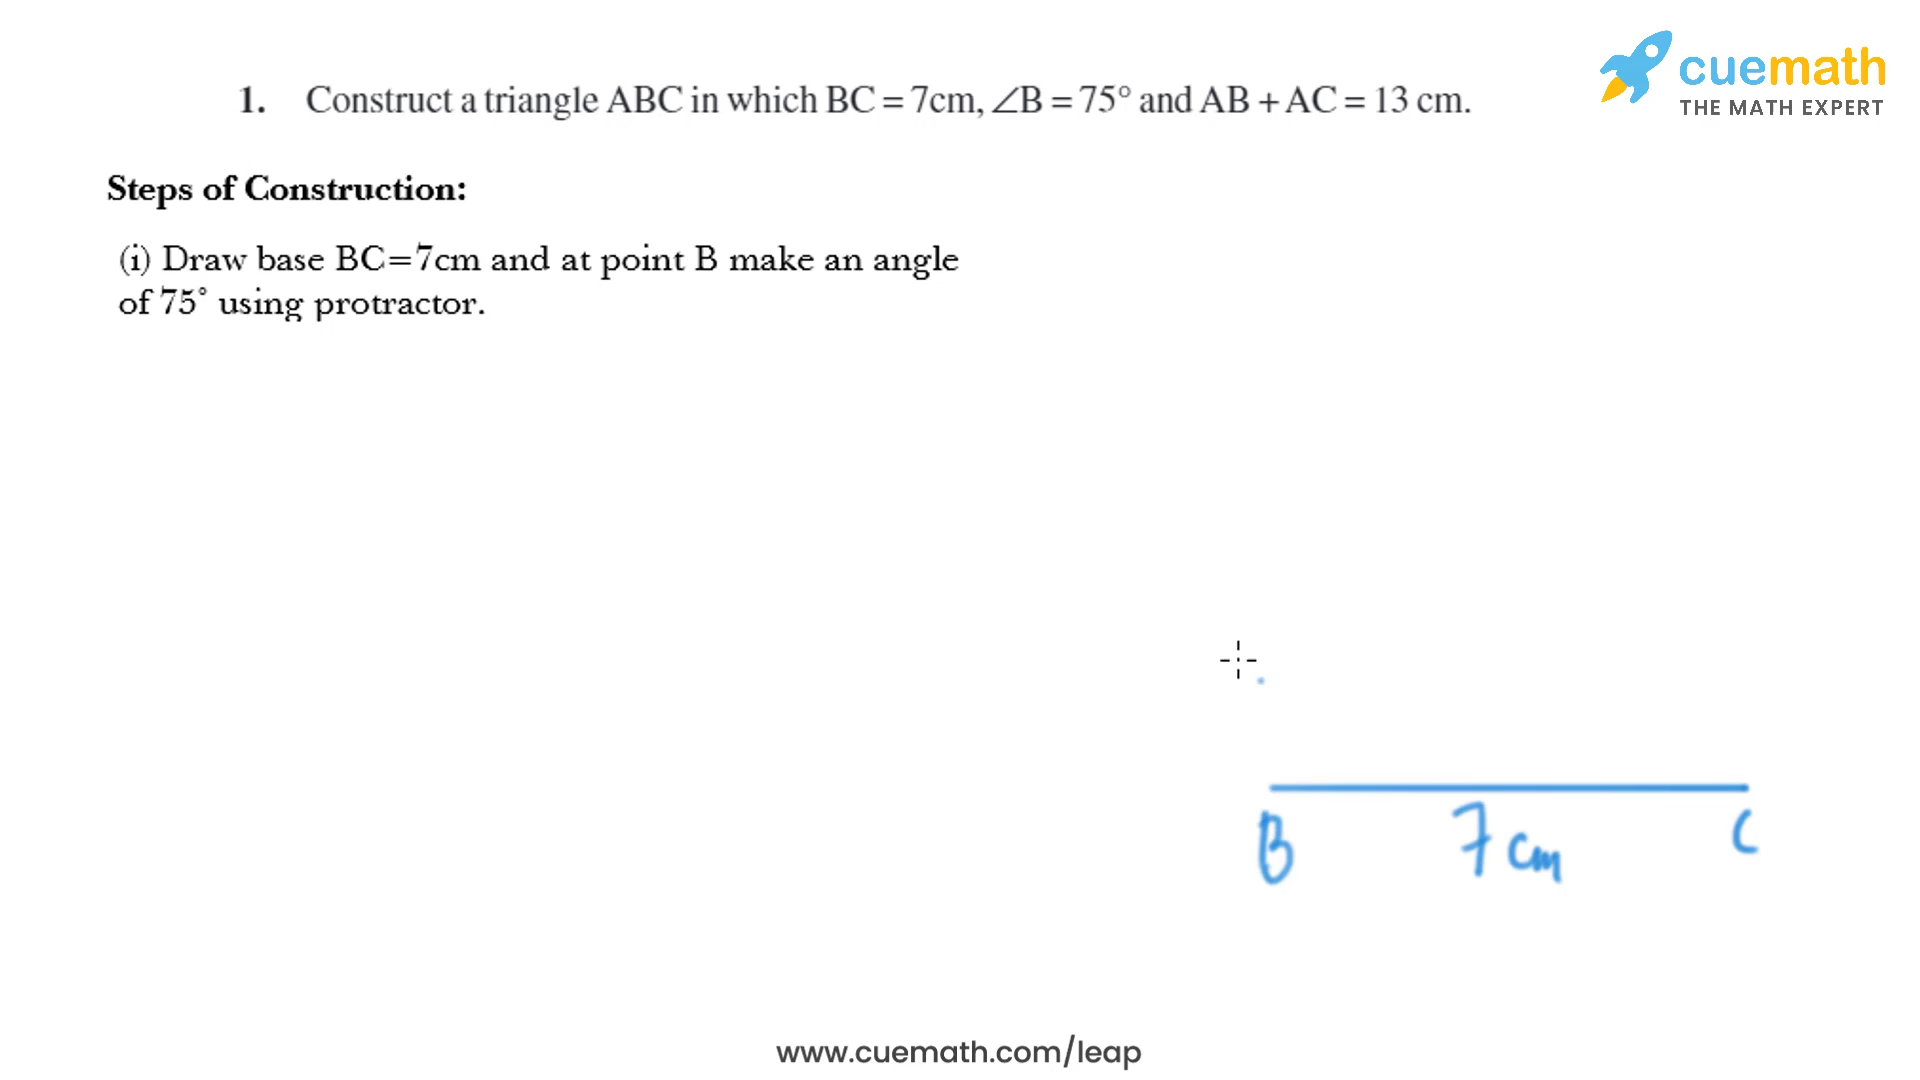 cuemath
THE MATH EXPERT
1. Construct a triangle ABC in which BC = 7cm, ∠B = 75° and AB + AC = 13 cm.
Steps of Construction:
(i) Draw base BC=7cm and at point B make an angle
of 75° using protractor.
B 7 cm C
www.cuemath.com/leap